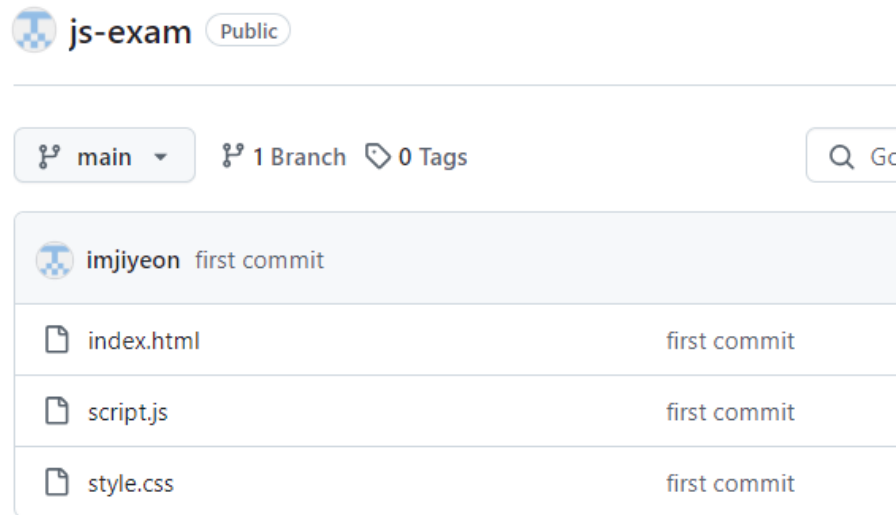 js-exam Public
main 1 Branch 0 Tags
imjiyeon first commit
index.html first commit
script.js first commit
style.css first commit